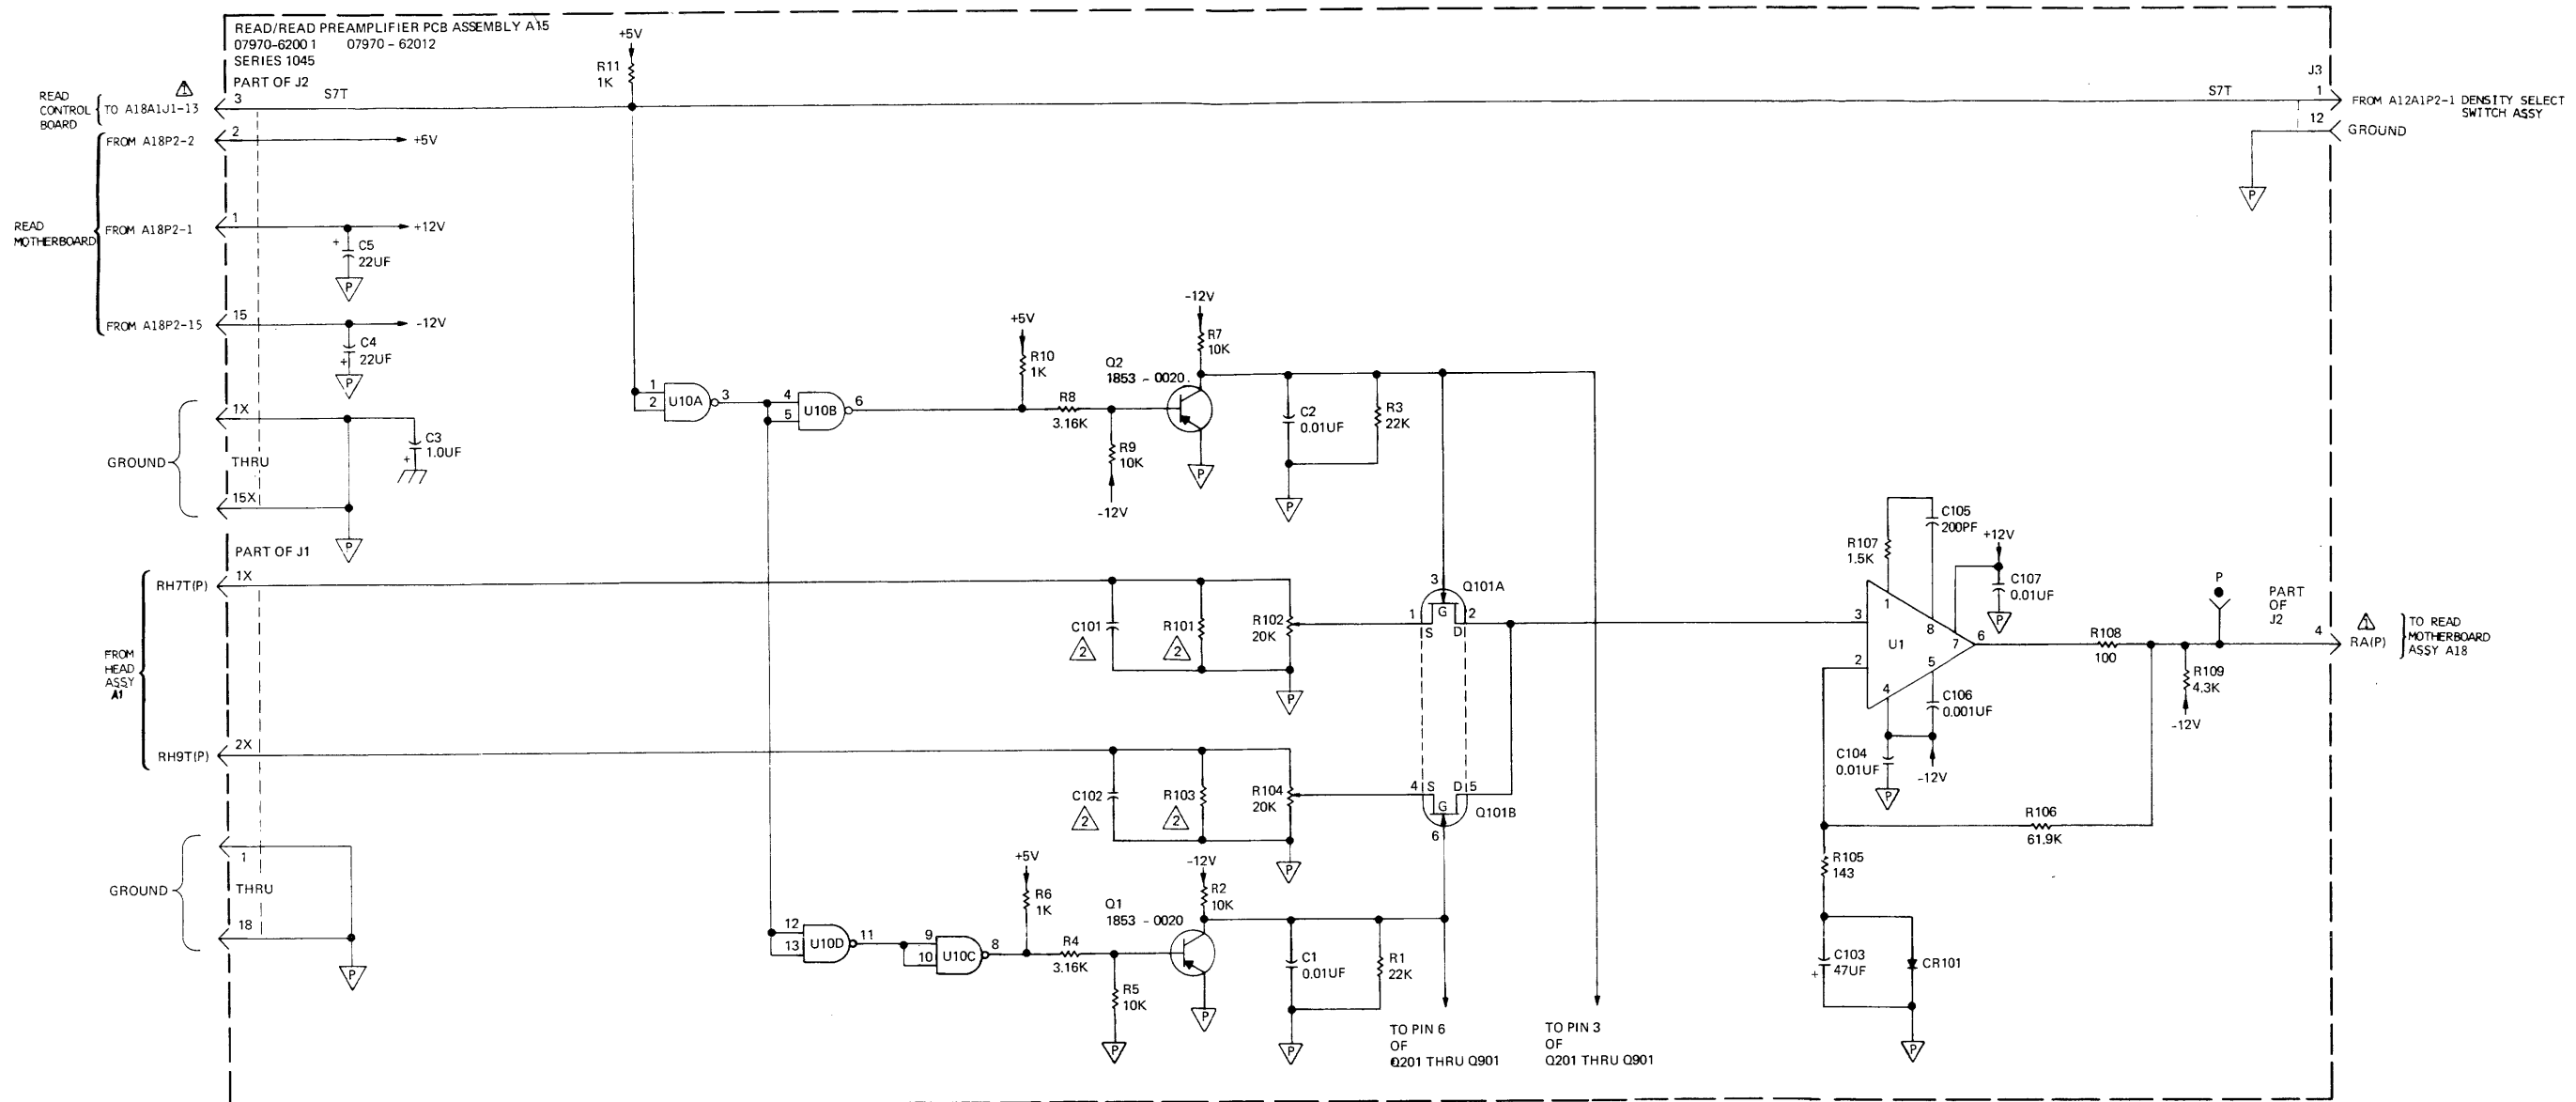 READ/READ PREAMPLIFIER PCB ASSEMBLY A15
07970-6200 1 07970 - 62012
SERIES 1045
PART OF J2
READ
CONTROL
BOARD
TO A18A1J1-13
1
3
S7T
+5V
R11
1K
S7T
J3
1
FROM A12A1P2-1 DENSITY SELECT
SWITCH ASSY
12
GROUND
P
READ
MOTHERBOARD
FROM A18P2-2
2
+5V
FROM A18P2-1
1
+12V
+
C5
22UF
P
FROM A18P2-15
15
-12V
C4
+
22UF
P
GROUND
1X
THRU
15X
C3
1.0UF
+
P
1
2
U10A
3
4
5
U10B
6
+5V
R10
1K
R8
3.16K
R9
10K
-12V
Q2
1853 - 0020
-12V
R7
10K
P
C2
0.01UF
R3
22K
P
PART OF J1
FROM
HEAD
ASSY
A1
RH7T(P)
1X
C101
2
R101
2
R102
20K
P
RH9T(P)
2X
C102
2
R103
2
R104
20K
P
3
Q101A
1
G
2
S
D
4
S
D
5
G
Q101B
6
GROUND
1
THRU
18
P
12
13
U10D
11
9
10
U10C
8
+5V
R6
1K
R4
3.16K
R5
10K
P
Q1
1853 - 0020
-12V
R2
10K
P
C1
0.01UF
R1
22K
P
TO PIN 6
OF
Q201 THRU Q901
TO PIN 3
OF
Q201 THRU Q901
C105
200PF
R107
1.5K
+12V
C107
0.01UF
P
3
2
1
8
7
6
5
4
U1
C106
0.001UF
C104
0.01UF
-12V
P
R108
100
P
R109
4.3K
-12V
PART
OF
J2
4
1
RA(P)
TO READ
MOTHERBOARD
ASSY A18
R106
61.9K
R105
143
C103
47UF
+
CR101
P